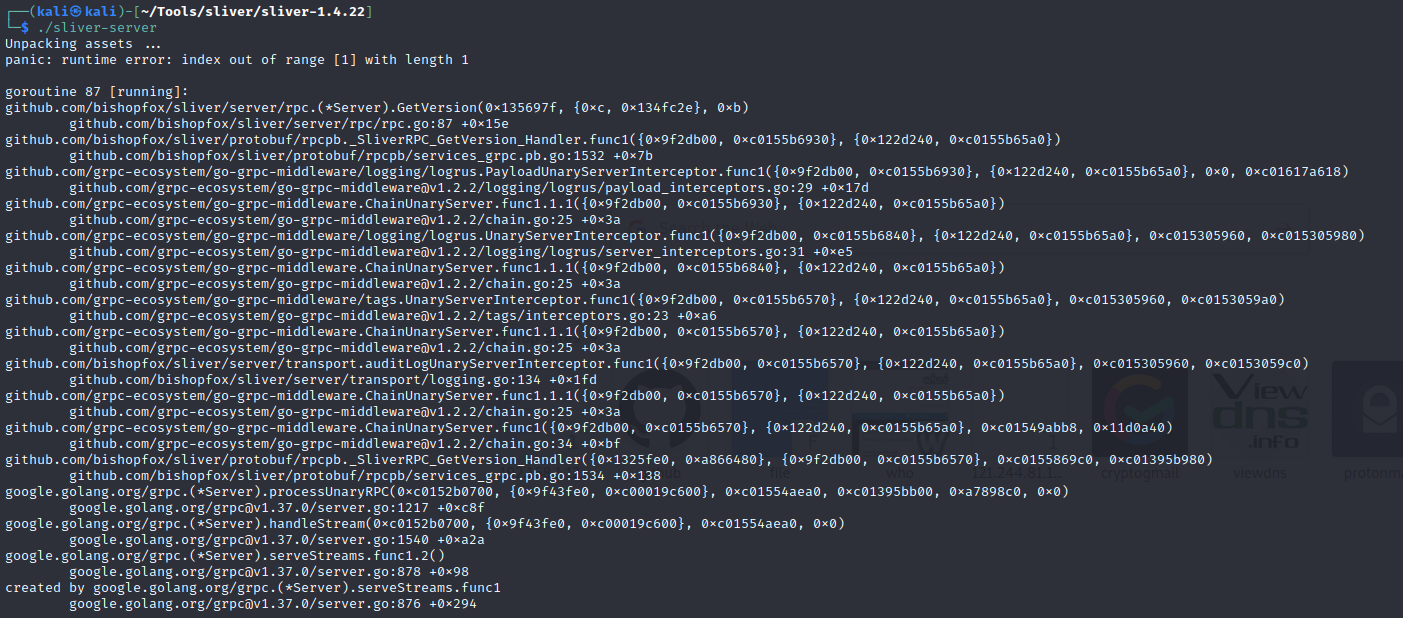 ┌──(kali㉿kali)-[~/Tools/sliver/sliver-1.4.22]
└─$ ./sliver-server
Unpacking assets ...
panic: runtime error: index out of range [1] with length 1

goroutine 87 [running]:
github.com/bishopfox/sliver/server/rpc.(*Server).GetVersion(0×135697f, {0×c, 0×134fc2e}, 0×b)
        github.com/bishopfox/sliver/server/rpc/rpc.go:87 +0×15e
github.com/bishopfox/sliver/protobuf/rpcpb._SliverRPC_GetVersion_Handler.func1({0×9f2db00, 0×c0155b6930}, {0×122d240, 0×c0155b65a0})
        github.com/bishopfox/sliver/protobuf/rpcpb/services_grpc.pb.go:1532 +0×7b
github.com/grpc-ecosystem/go-grpc-middleware/logging/logrus.PayloadUnaryServerInterceptor.func1({0×9f2db00, 0×c0155b6930}, {0×122d240, 0×c0155b65a0}, 0×0, 0×c01617a618)
        github.com/grpc-ecosystem/go-grpc-middleware@v1.2.2/logging/logrus/payload_interceptors.go:29 +0×17d
github.com/grpc-ecosystem/go-grpc-middleware.ChainUnaryServer.func1.1.1({0×9f2db00, 0×c0155b6930}, {0×122d240, 0×c0155b65a0})
        github.com/grpc-ecosystem/go-grpc-middleware@v1.2.2/chain.go:25 +0×3a
github.com/grpc-ecosystem/go-grpc-middleware/logging/logrus.UnaryServerInterceptor.func1({0×9f2db00, 0×c0155b6840}, {0×122d240, 0×c0155b65a0}, 0×c015305960, 0×c015305980)
        github.com/grpc-ecosystem/go-grpc-middleware@v1.2.2/logging/logrus/server_interceptors.go:31 +0×e5
github.com/grpc-ecosystem/go-grpc-middleware.ChainUnaryServer.func1.1.1({0×9f2db00, 0×c0155b6840}, {0×122d240, 0×c0155b65a0})
        github.com/grpc-ecosystem/go-grpc-middleware@v1.2.2/chain.go:25 +0×3a
github.com/grpc-ecosystem/go-grpc-middleware/tags.UnaryServerInterceptor.func1({0×9f2db00, 0×c0155b6570}, {0×122d240, 0×c0155b65a0}, 0×c015305960, 0×c0153059a0)
        github.com/grpc-ecosystem/go-grpc-middleware@v1.2.2/tags/interceptors.go:23 +0×a6
github.com/grpc-ecosystem/go-grpc-middleware.ChainUnaryServer.func1.1.1({0×9f2db00, 0×c0155b6570}, {0×122d240, 0×c0155b65a0})
        github.com/grpc-ecosystem/go-grpc-middleware@v1.2.2/chain.go:25 +0×3a
github.com/bishopfox/sliver/server/transport.auditLogUnaryServerInterceptor.func1({0×9f2db00, 0×c0155b6570}, {0×122d240, 0×c0155b65a0}, 0×c015305960, 0×c0153059c0)
        github.com/bishopfox/sliver/server/transport/logging.go:134 +0×1fd
github.com/grpc-ecosystem/go-grpc-middleware.ChainUnaryServer.func1.1.1({0×9f2db00, 0×c0155b6570}, {0×122d240, 0×c0155b65a0})
        github.com/grpc-ecosystem/go-grpc-middleware@v1.2.2/chain.go:25 +0×3a
github.com/grpc-ecosystem/go-grpc-middleware.ChainUnaryServer.func1({0×9f2db00, 0×c0155b6570}, {0×122d240, 0×c0155b65a0}, 0×c01549abb8, 0×11d0a40)
        github.com/grpc-ecosystem/go-grpc-middleware@v1.2.2/chain.go:34 +0×bf
github.com/bishopfox/sliver/protobuf/rpcpb._SliverRPC_GetVersion_Handler({0×1325fe0, 0×a866480}, {0×9f2db00, 0×c0155b6570}, 0×c0155869c0, 0×c01395b980)
        github.com/bishopfox/sliver/protobuf/rpcpb/services_grpc.pb.go:1534 +0×138
google.golang.org/grpc.(*Server).processUnaryRPC(0×c0152b0700, {0×9f43fe0, 0×c00019c600}, 0×c01554aea0, 0×c01395bb00, 0×a7898c0, 0×0)
        google.golang.org/grpc@v1.37.0/server.go:1217 +0×c8f
google.golang.org/grpc.(*Server).handleStream(0×c0152b0700, {0×9f43fe0, 0×c00019c600}, 0×c01554aea0, 0×0)
        google.golang.org/grpc@v1.37.0/server.go:1540 +0×a2a
google.golang.org/grpc.(*Server).serveStreams.func1.2()
        google.golang.org/grpc@v1.37.0/server.go:878 +0×98
created by google.golang.org/grpc.(*Server).serveStreams.func1
        google.golang.org/grpc@v1.37.0/server.go:876 +0×294
View
dns
.info
file
who
cryptogmail
viewdns